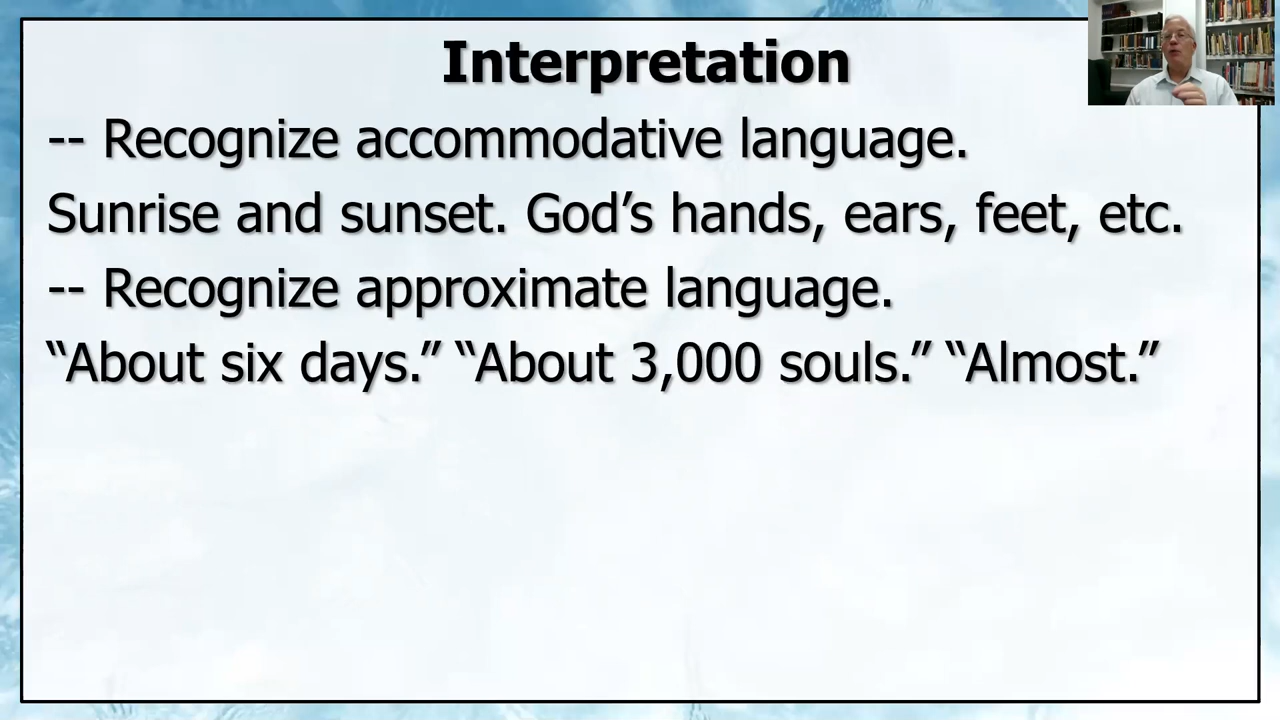 Interpretation
-- Recognize accommodative language.
Sunrise and sunset. God’s hands, ears, feet, etc.
-- Recognize approximate language.
“About six days.” “About 3,000 souls.” “Almost.”